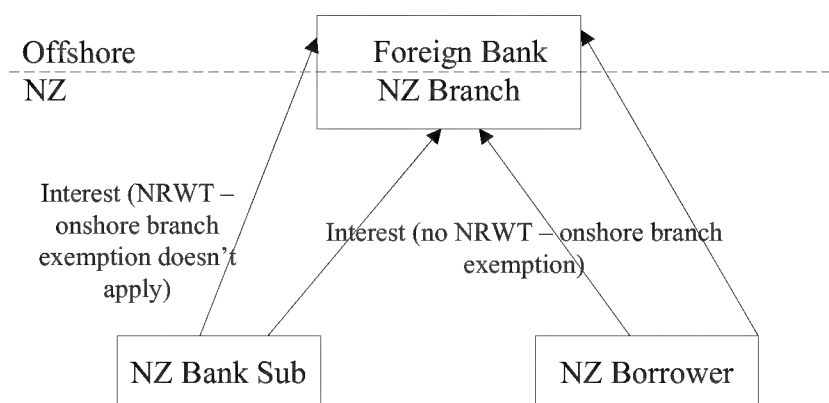 Offshore
Foreign Bank
NZ
NZ Branch
Interest (NRWT –
onshore branch
exemption doesn't
apply)
Interest (no NRWT – onshore branch
exemption)
NZ Bank Sub
NZ Borrower